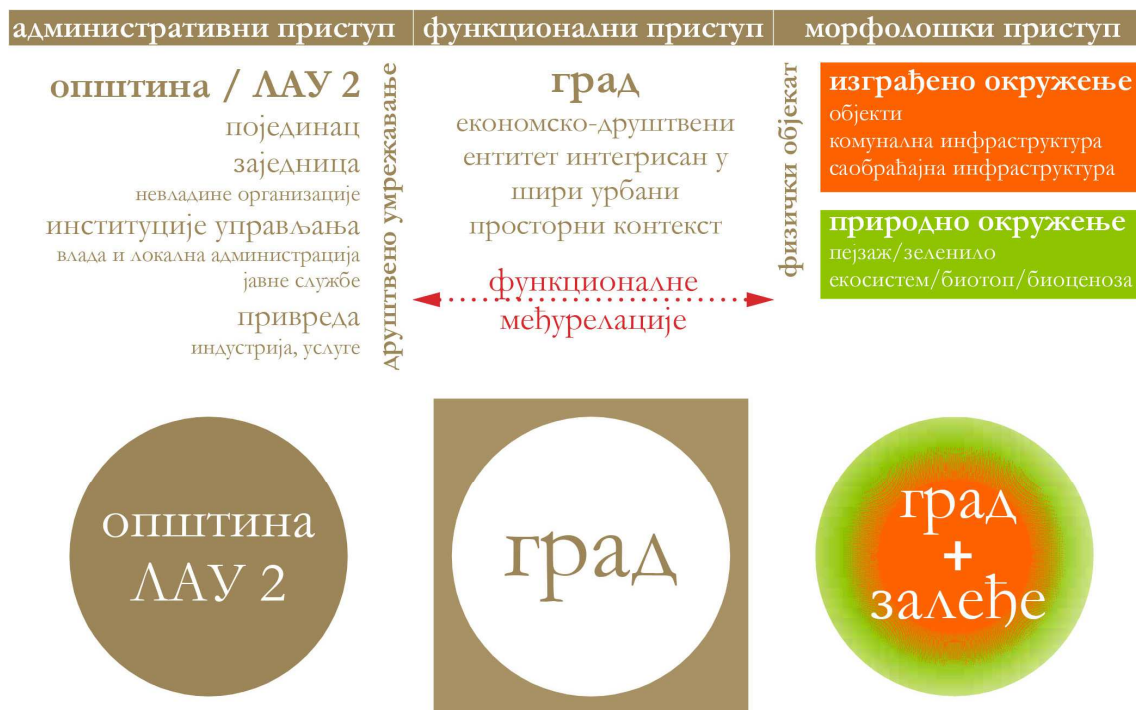 административни приступ
функционални приступ
морфолошки приступ
општина / ЛАУ 2
појединац
заједница
невладине организације
институције управљања
влада и локална администрација
јавне службе
привреда
индустрија, услуге
друштвено умрежавање
град
економско-друштвени
ентитет интегрисан у
шири урбани
просторни контекст
функционалне
међурелације
физички објекат
изграђено окружење
објекти
комунална инфраструктура
саобраћајна инфраструктура
природно окружење
пејзаж/зеленило
екосистем/биотоп/биоценоза
општина
ЛАУ 2
град
град
+
залеђе